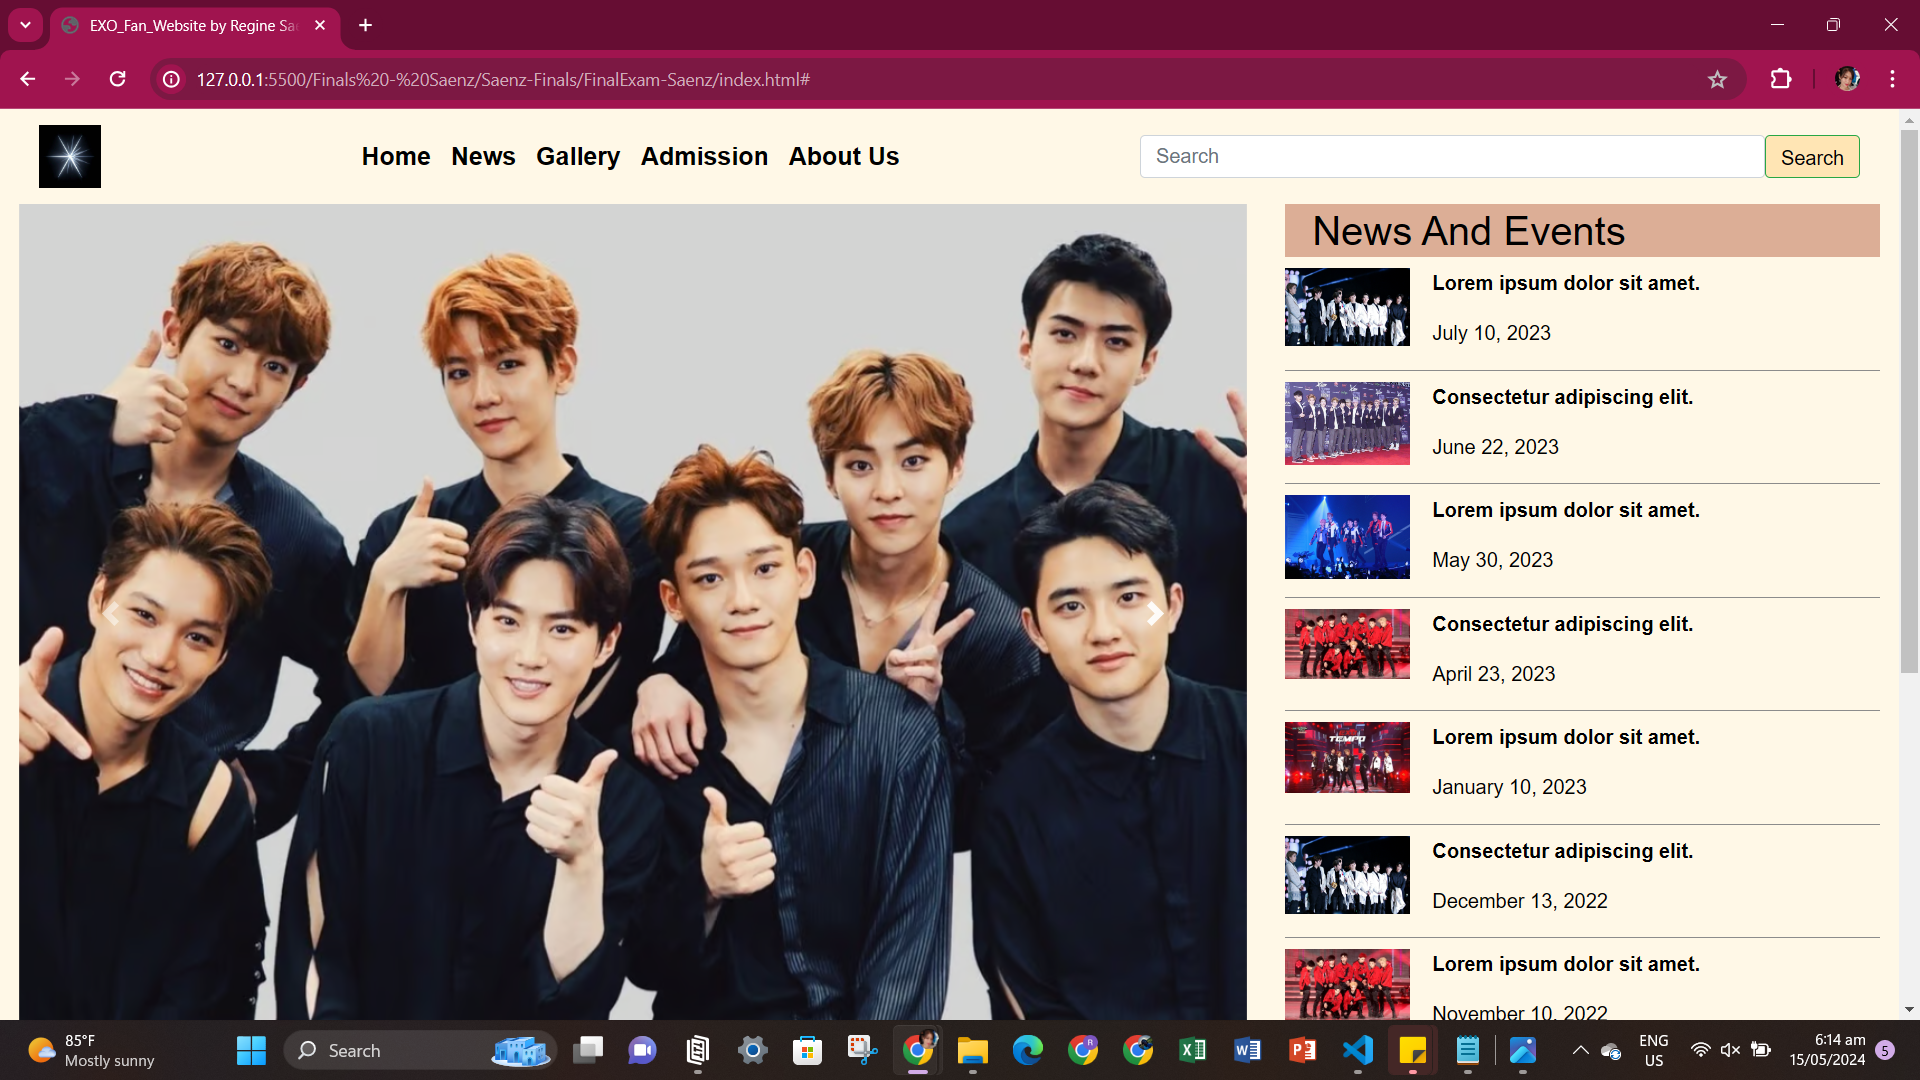 EXO_Fan_Website by Regine Sa
127.0.0.1:5500/Finals%20-%20Saenz/Saenz-Finals/FinalExam-Saenz/index.html#
Home News Gallery Admission About Us
Search
Search
News And Events
Lorem ipsum dolor sit amet.
July 10, 2023
Consectetur adipiscing elit.
June 22, 2023
Lorem ipsum dolor sit amet.
May 30, 2023
Consectetur adipiscing elit.
April 23, 2023
TEMPO
Lorem ipsum dolor sit amet.
January 10, 2023
Consectetur adipiscing elit.
December 13, 2022
Lorem ipsum dolor sit amet.
November 10, 2022
85°F
Mostly sunny
Search
R
ENG
US
6:14 am
15/05/2024
5